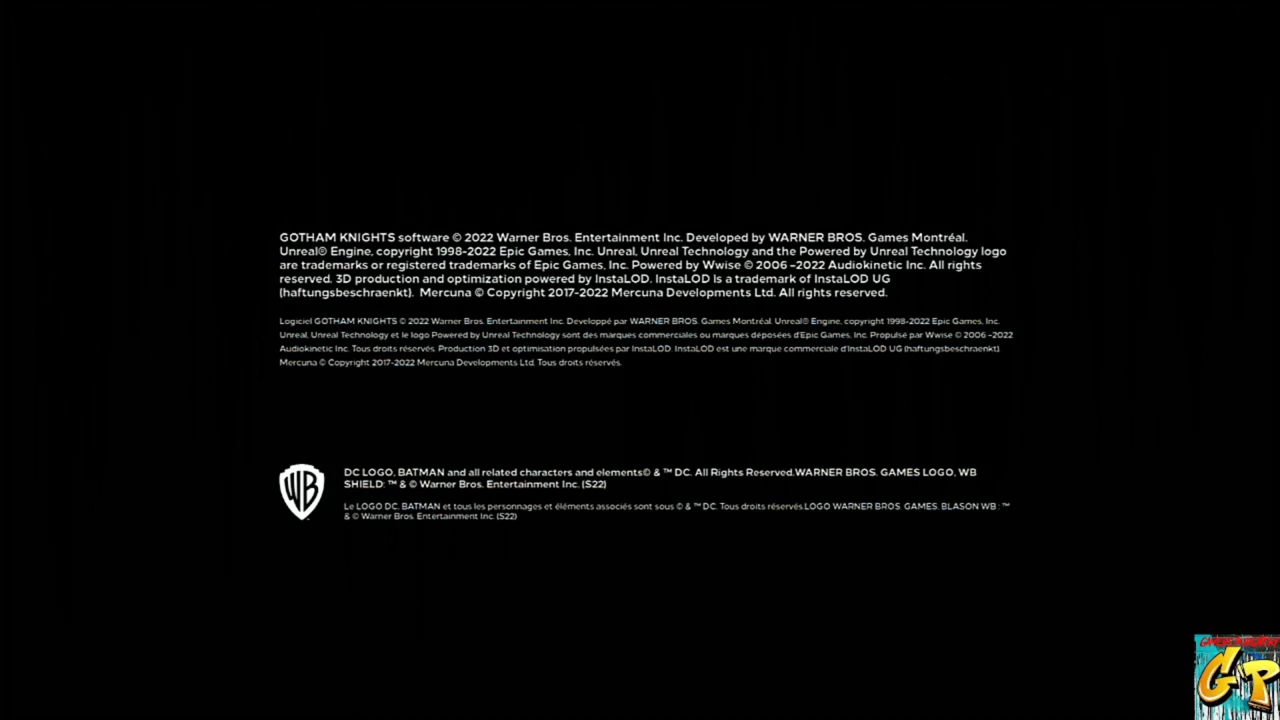 GOTHAM KNIGHTS software © 2022 Warner Bros. Entertainment Inc. Developed by WARNER BROS. Games Montréal.
Unreal® Engine, copyright 1998-2022 Epic Games, Inc. Unreal, Unreal Technology and the Powered by Unreal Technology logo
are trademarks or registered trademarks of Epic Games, Inc. Powered by Wwise © 2006 -2022 Audiokinetic Inc. All rights
reserved. 3D production and optimization powered by InstaLOD. InstaLOD Is a trademark of InstaLOD UG
(haftungsbeschraenkt). Mercuna © Copyright 2017-2022 Mercuna Developments Ltd. All rights reserved.
Logiciel GOTHAM KNIGHTS © 2022 Warner Bros. Entertainment Inc. Developpé par WARNER BROS. Games Montréal. Unreal® Engine, copyright 1998-2022 Epic Games, Inc.
Unreal, Unreal Technology et le logo Powered by Unreal Technology sont des marques commerciales ou marques déposées d'Epic Games, Inc. Propulsé par Wwise © 2006 -2022
Audiokinetic Inc. Tous droits réservés. Production 3D et optimisation propulsées par InstaLOD. InstaLOD est une marque commerciale d'InstaLOD UG (haftungsbeschraenkt).
Mercuna © Copyright 2017-2022 Mercuna Developments Ltd. Tous droits réservés.
WB
DC LOGO, BATMAN and all related characters and elements© & ™ DC. All Rights Reserved.WARNER BROS. GAMES LOGO, WB
SHIELD: ™ & © Warner Bros. Entertainment Inc. (S22)
Le LOGO DC, BATMAN et tous les personnages et éléments associés sont sous © & ™ DC. Tous droits réservés.LOGO WARNER BROS. GAMES, BLASON WB : ™
& © Warner Bros. Entertainment Inc. (S22)
GP